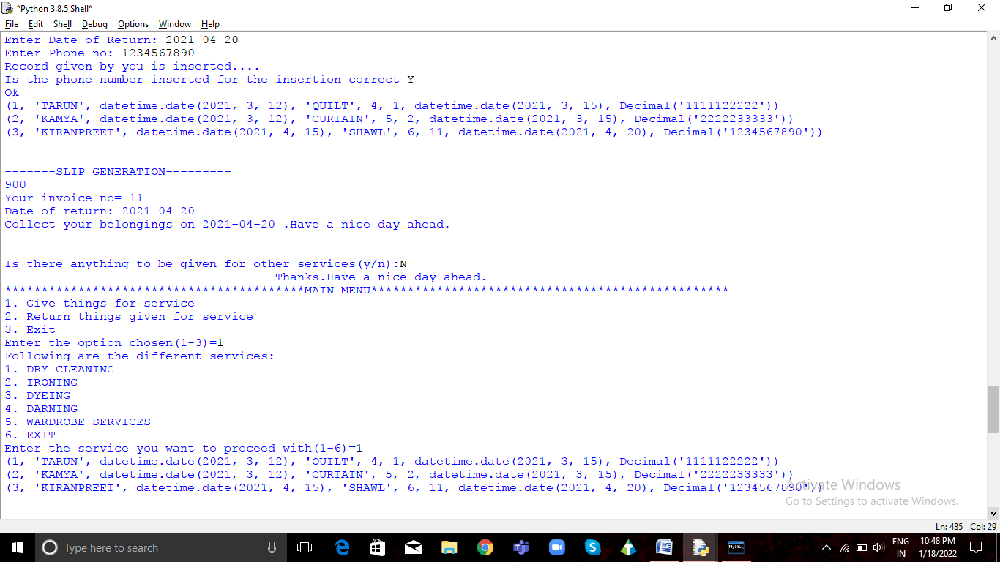 *Python 3.8.5 Shell*
File Edit Shell Debug Options Window Help
Enter Date of Return:-2021-04-20
Enter Phone no:-1234567890
Record given by you is inserted....
Is the phone number inserted for the insertion correct=Y
Ok
(1, 'TARUN', datetime.date(2021, 3, 12), 'QUILT', 4, 1, datetime.date(2021, 3, 15), Decimal('1111122222'))
(2, 'KAMYA', datetime.date(2021, 3, 12), 'CURTAIN', 5, 2, datetime.date(2021, 3, 15), Decimal('2222233333'))
(3, 'KIRANPREET', datetime.date(2021, 4, 15), 'SHAWL', 6, 11, datetime.date(2021, 4, 20), Decimal('1234567890'))
-------SLIP GENERATION---------
900
Your invoice no= 11
Date of return: 2021-04-20
Collect your belongings on 2021-04-20 .Have a nice day ahead.
Is there anything to be given for other services(y/n):N
-------------------------------------Thanks.Have a nice day ahead.-----------------------------------------------
*****************************************MAIN MENU*************************************************
1. Give things for service
2. Return things given for service
3. Exit
Enter the option chosen(1-3)=1
Following are the different services:-
1. DRY CLEANING
2. IRONING
3. DYEING
4. DARNING
5. WARDROBE SERVICES
6. EXIT
Enter the service you want to proceed with(1-6)=1
(1, 'TARUN', datetime.date(2021, 3, 12), 'QUILT', 4, 1, datetime.date(2021, 3, 15), Decimal('1111122222'))
(2, 'KAMYA', datetime.date(2021, 3, 12), 'CURTAIN', 5, 2, datetime.date(2021, 3, 15), Decimal('2222233333'))
(3, 'KIRANPREET', datetime.date(2021, 4, 15), 'SHAWL', 6, 11, datetime.date(2021, 4, 20), Decimal('1234567890'))
Activate Windows
Go to Settings to activate Windows.
Ln: 485 Col: 29
Type here to search
MySQL
ENG
IN
10:48 PM
1/18/2022